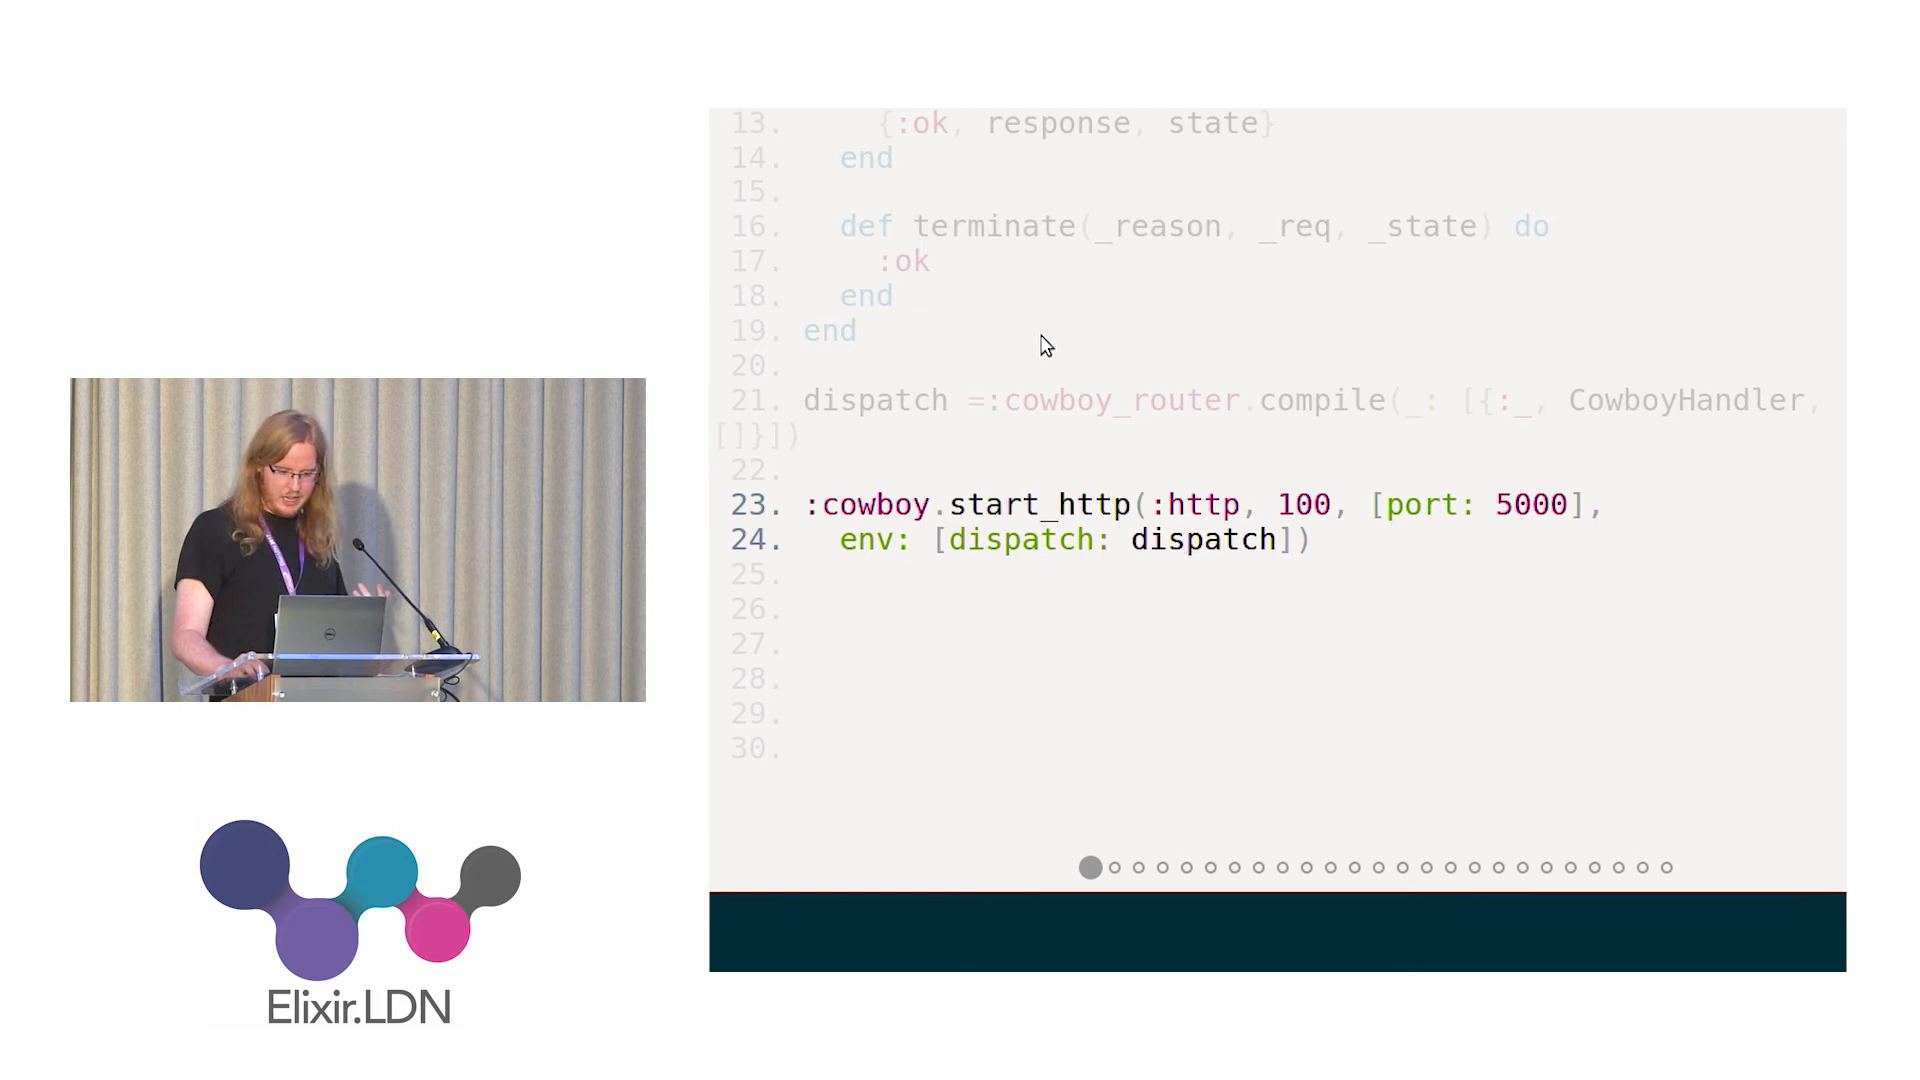 13.     {:ok, response, state}
14.   end
15.
16.   def terminate(_reason, _req, _state) do
17.     :ok
18.   end
19. end
20.
21. dispatch =:cowboy_router.compile(_: [{:_, CowboyHandler,
[]}])
22.
23. :cowboy.start_http(:http, 100, [port: 5000],
24.   env: [dispatch: dispatch])
25.
26.
27.
28.
29.
30.
Elixir.LDN